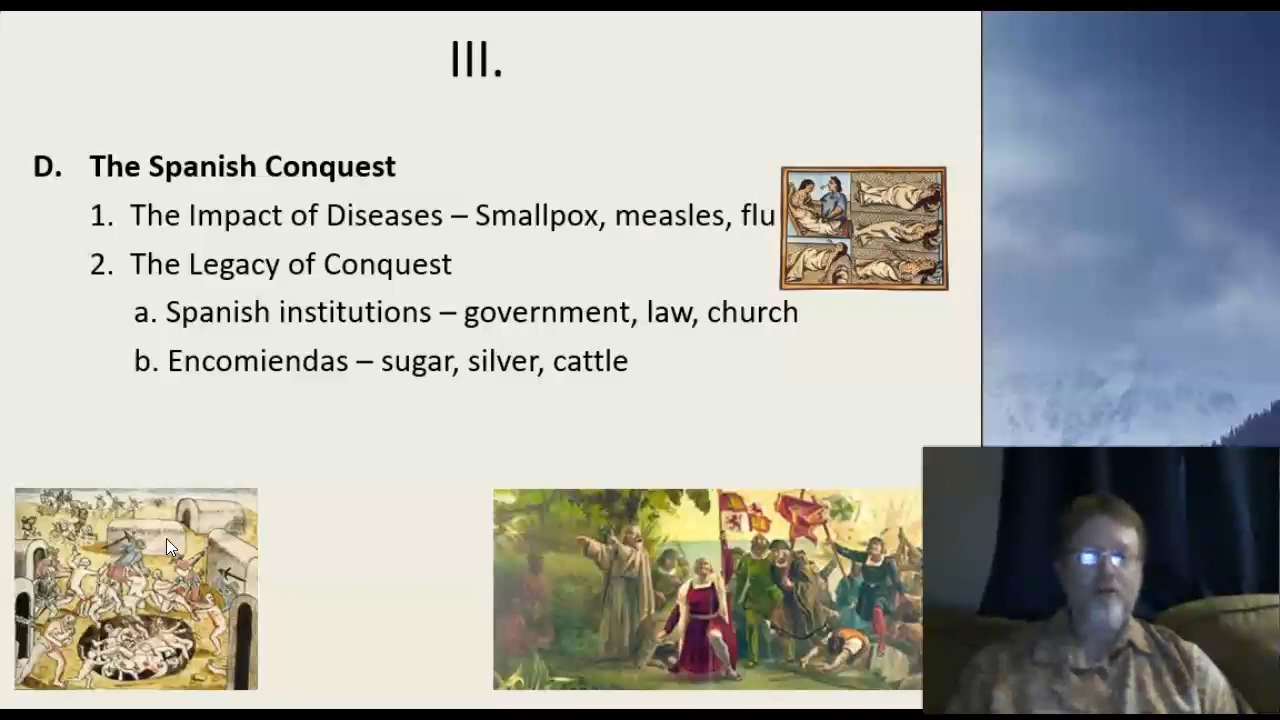 III.
D. The Spanish Conquest
1. The Impact of Diseases – Smallpox, measles, flu
2. The Legacy of Conquest
a. Spanish institutions – government, law, church
b. Encomiendas – sugar, silver, cattle